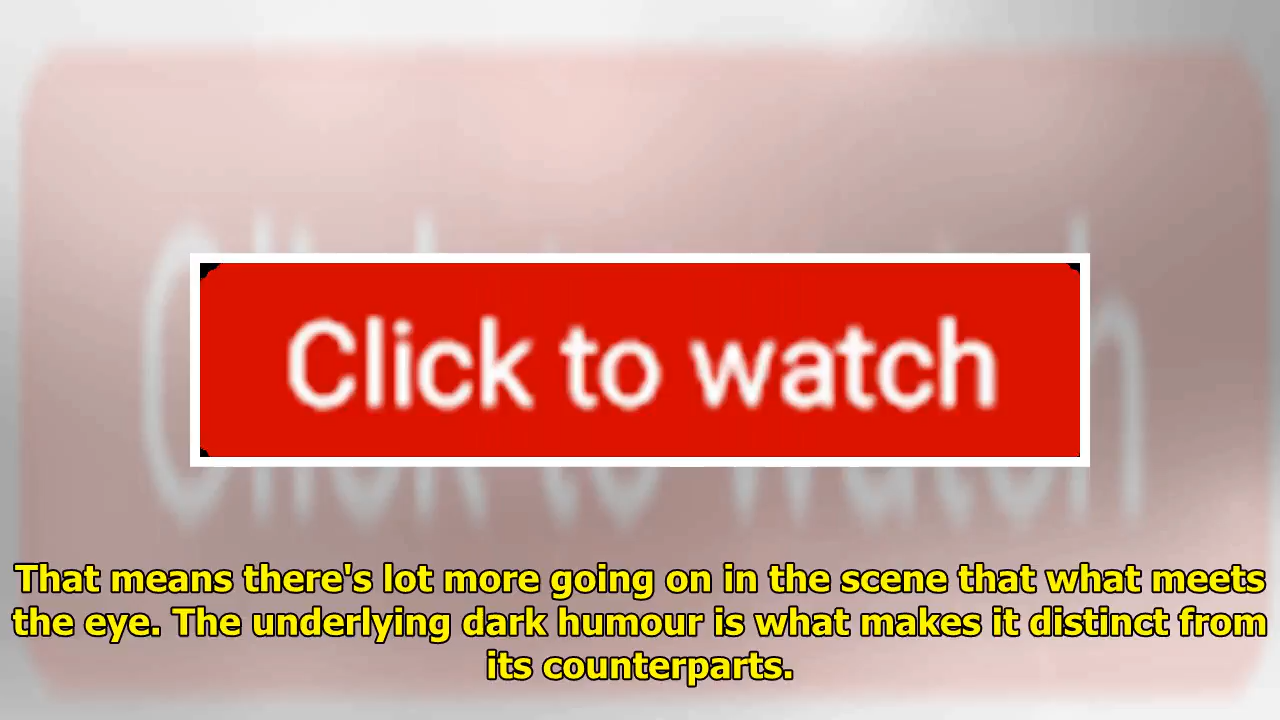 Click to watch
That means there's lot more going on in the scene that what meets
the eye. The underlying dark humour is what makes it distinct from
its counterparts.